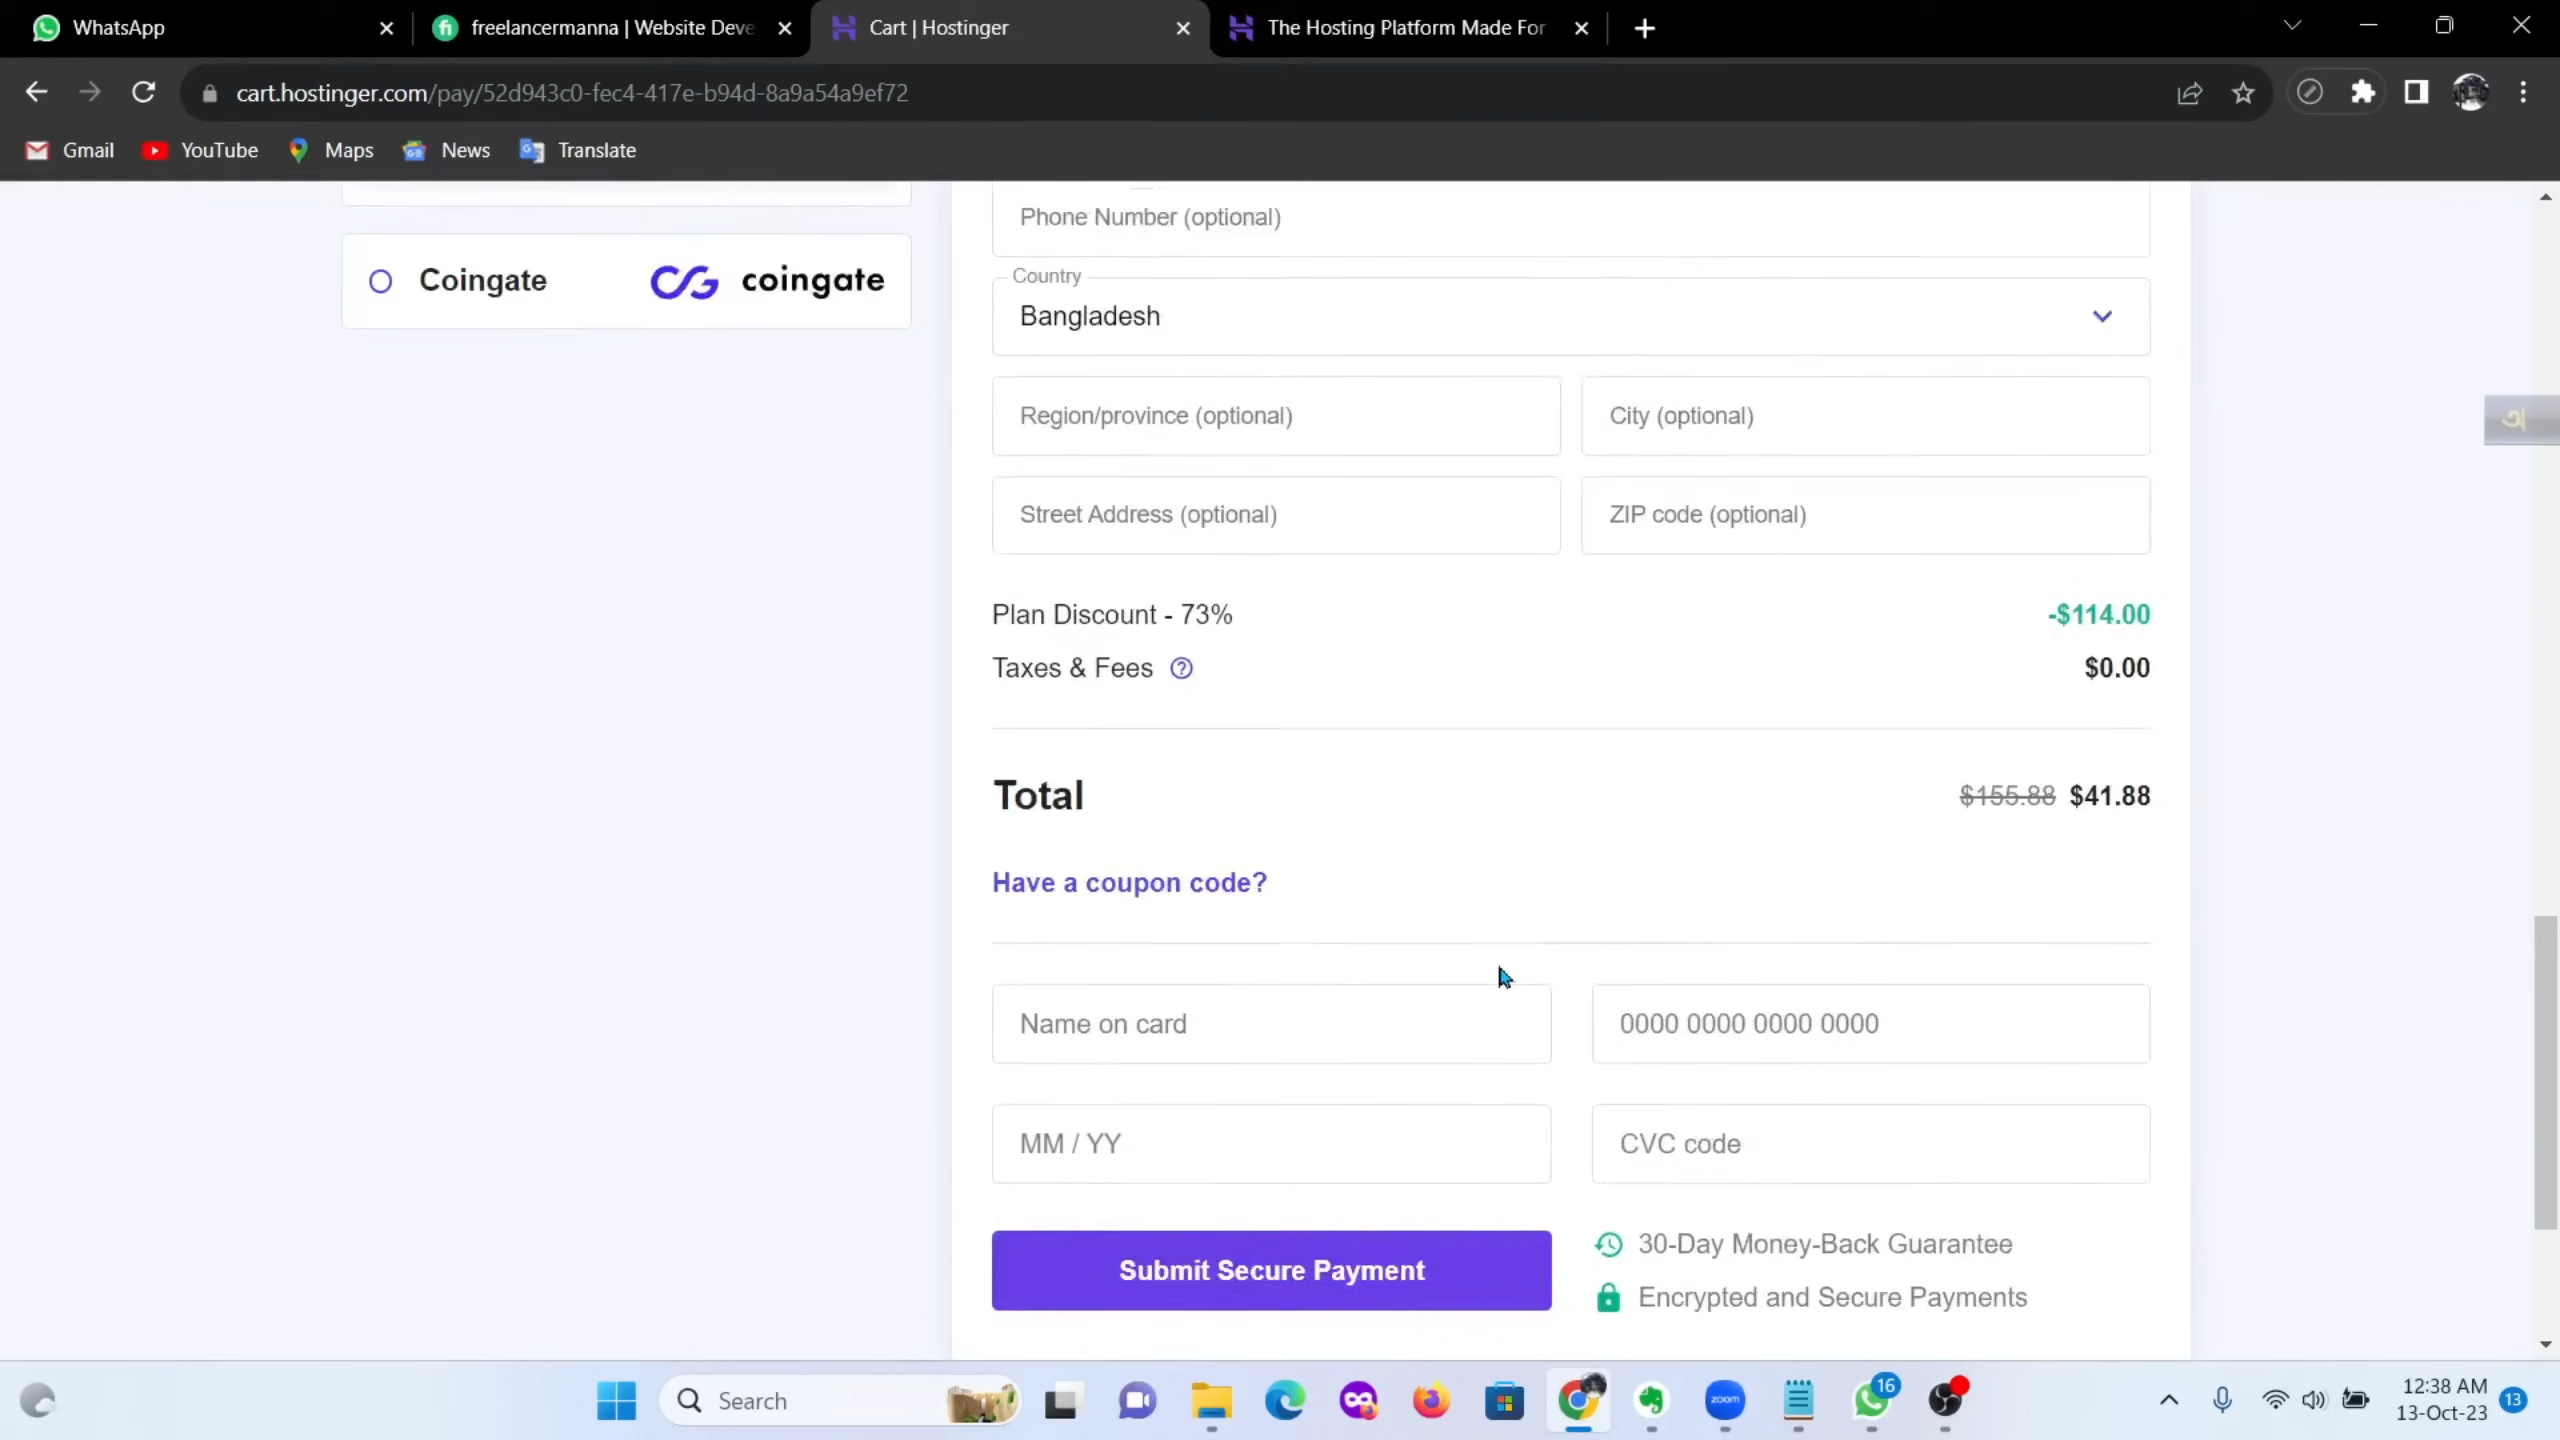 WhatsApp
freelancermanna | Website Deve
Cart | Hostinger
The Hosting Platform Made For
cart.hostinger.com/pay/52d943c0-fec4-417e-b94d-8a9a54a9ef72
Gmail
YouTube
Maps
News
Translate
Coingate
coingate
Phone Number (optional)
Country
Bangladesh
Region/province (optional)
City (optional)
Street Address (optional)
ZIP code (optional)
অ
Plan Discount - 73%
-$114.00
Taxes & Fees
$0.00
Total
$155.88 $41.88
Have a coupon code?
Name on card
0000 0000 0000 0000
MM / YY
CVC code
Submit Secure Payment
30-Day Money-Back Guarantee
Encrypted and Secure Payments
Search
zoom
16
12:38 AM
13-Oct-23
13